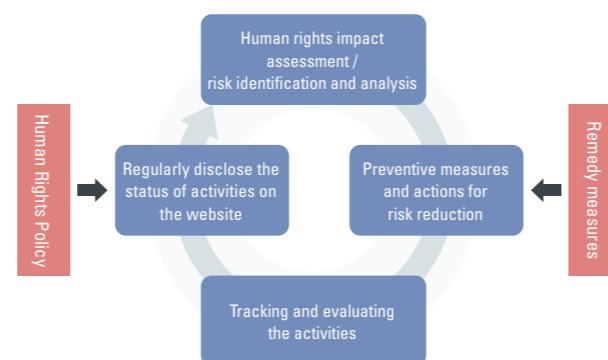 Human rights impact
assessment /
risk identification and analysis
Human Rights Policy
Regularly disclose the
status of activities on
the website
Preventive measures
and actions for
risk reduction
Remedy measures
Tracking and evaluating
the activities